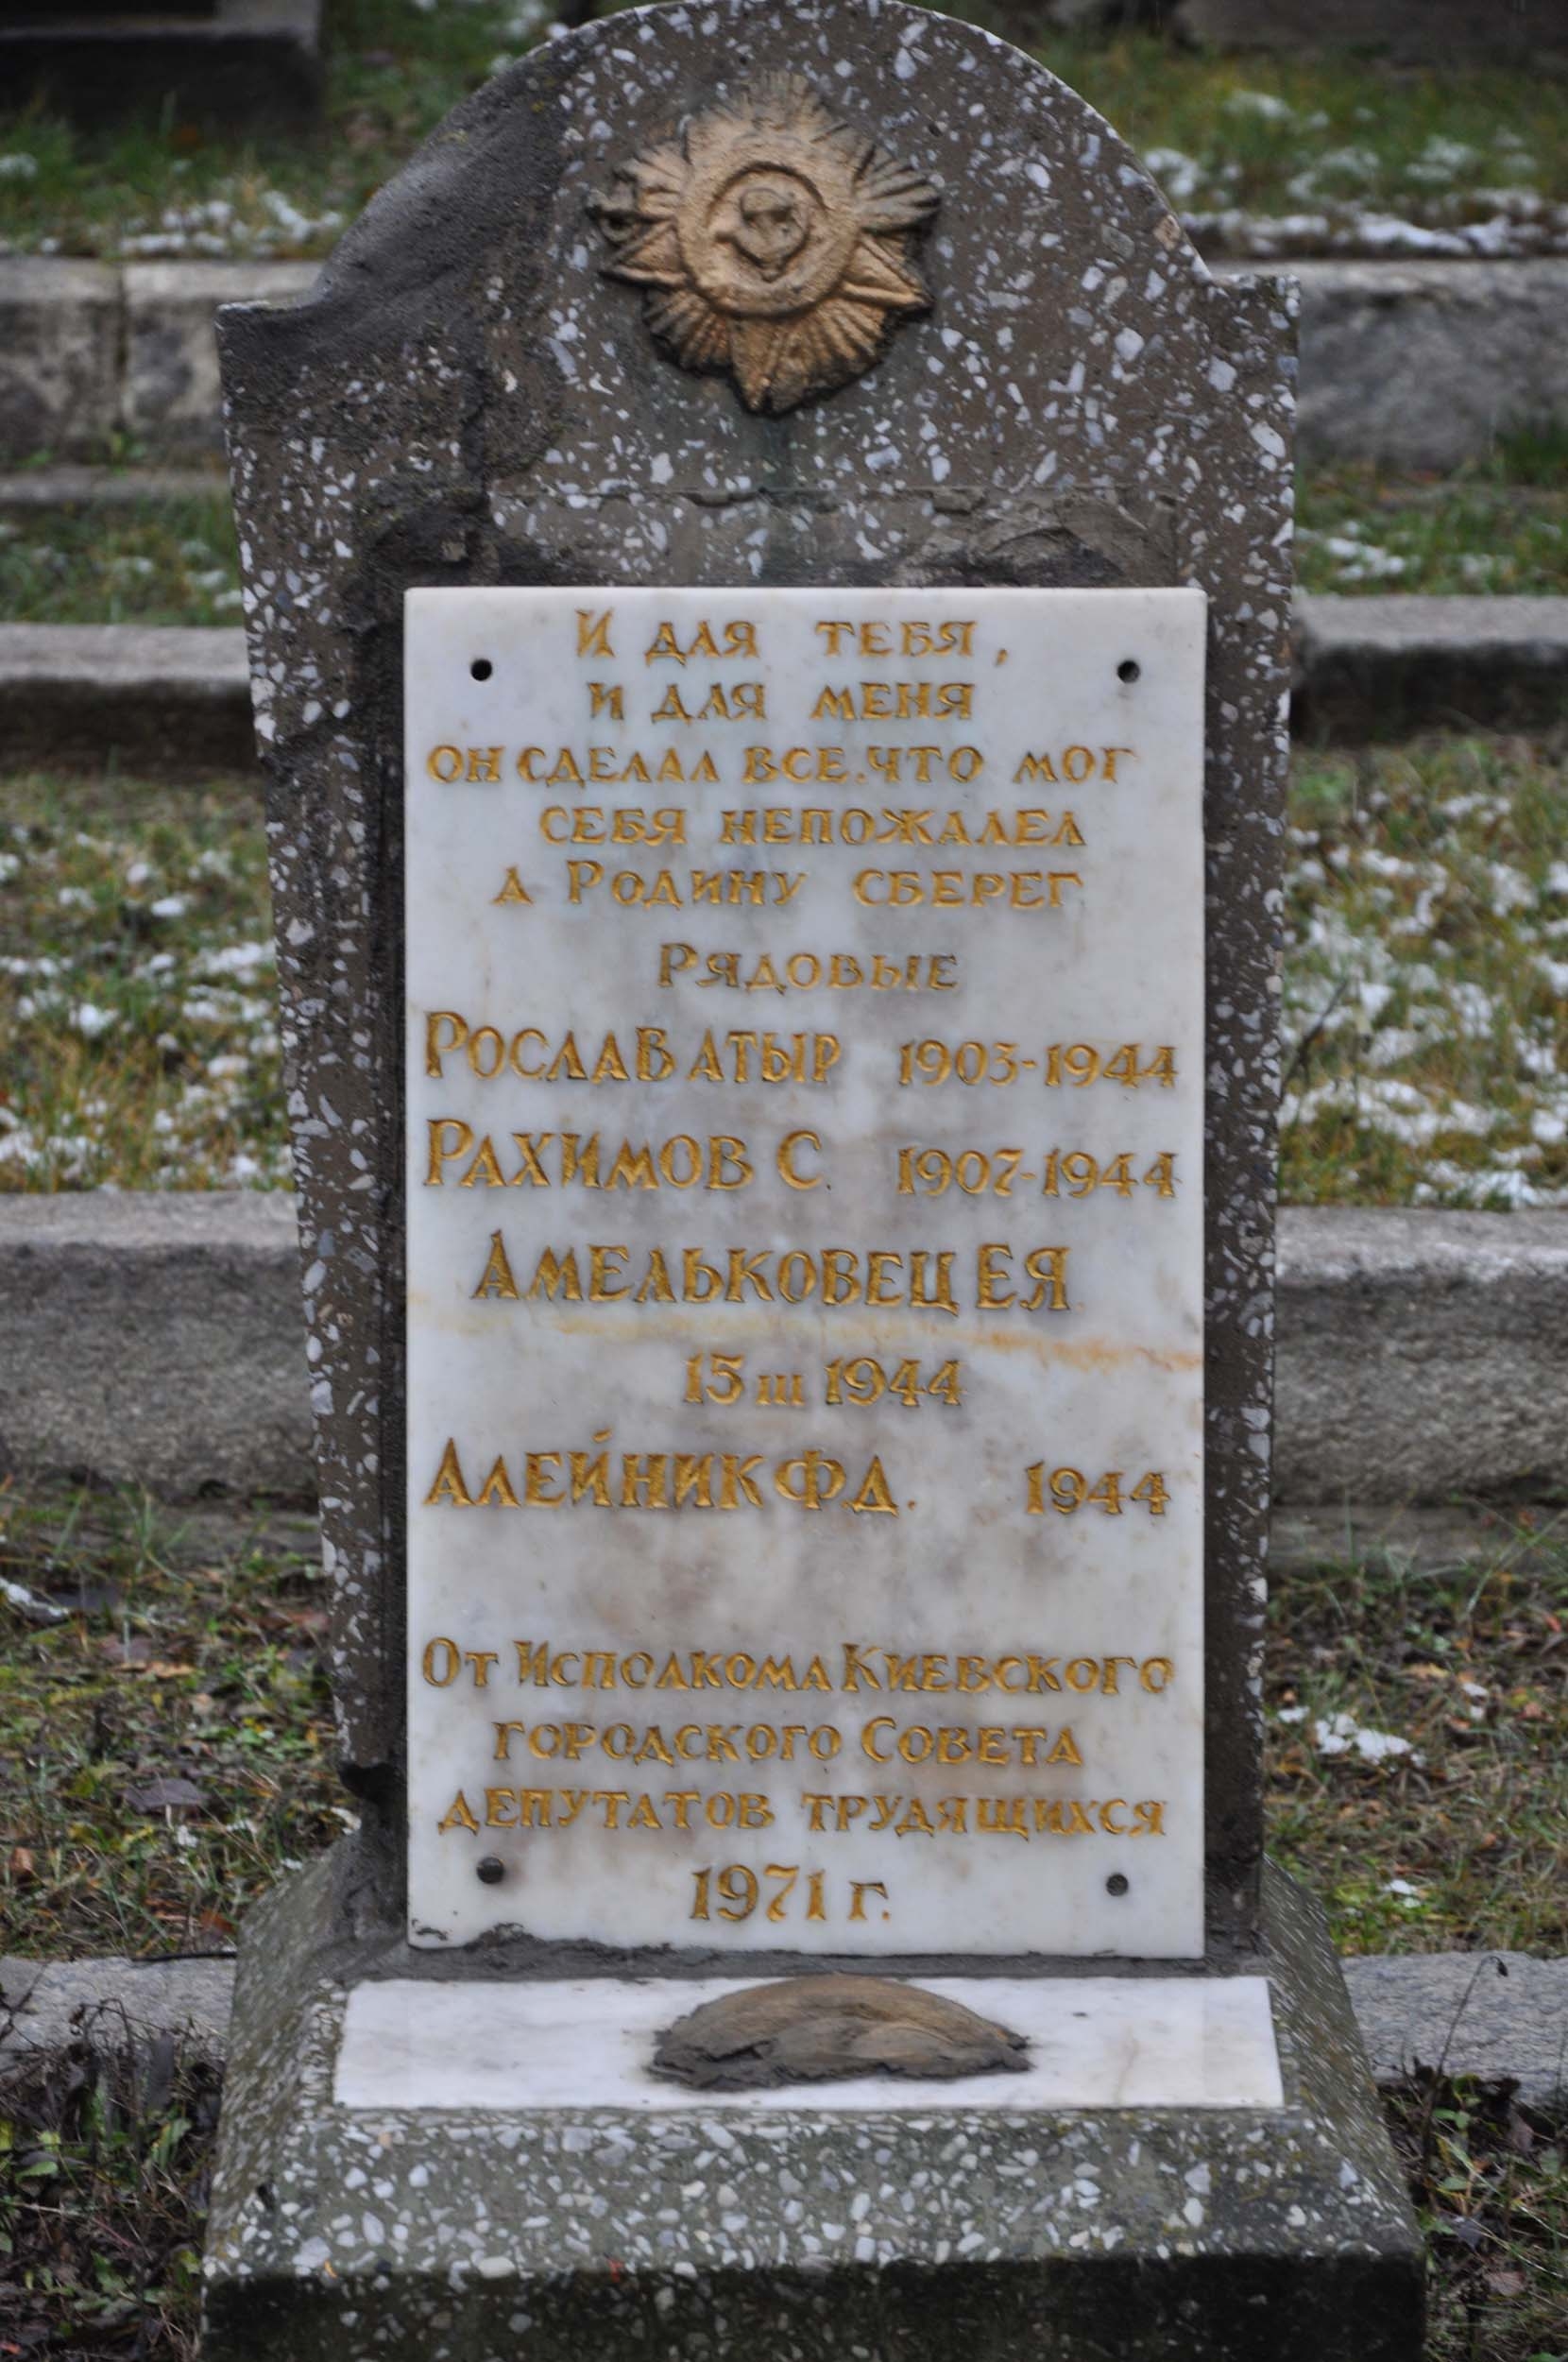 И для тебя,
и для меня
он сделал все.что мог
себя непожалел
а Родину сберег
Рядовые
Рослав Атыр 1903-1944
Рахимов С. 1907-1944
Амельковец Е.Я.
15 III 1944
Алейник Ф.Д. 1944
От Исполкома Киевского
городского Совета
депутатов трудящихся
1971 г.